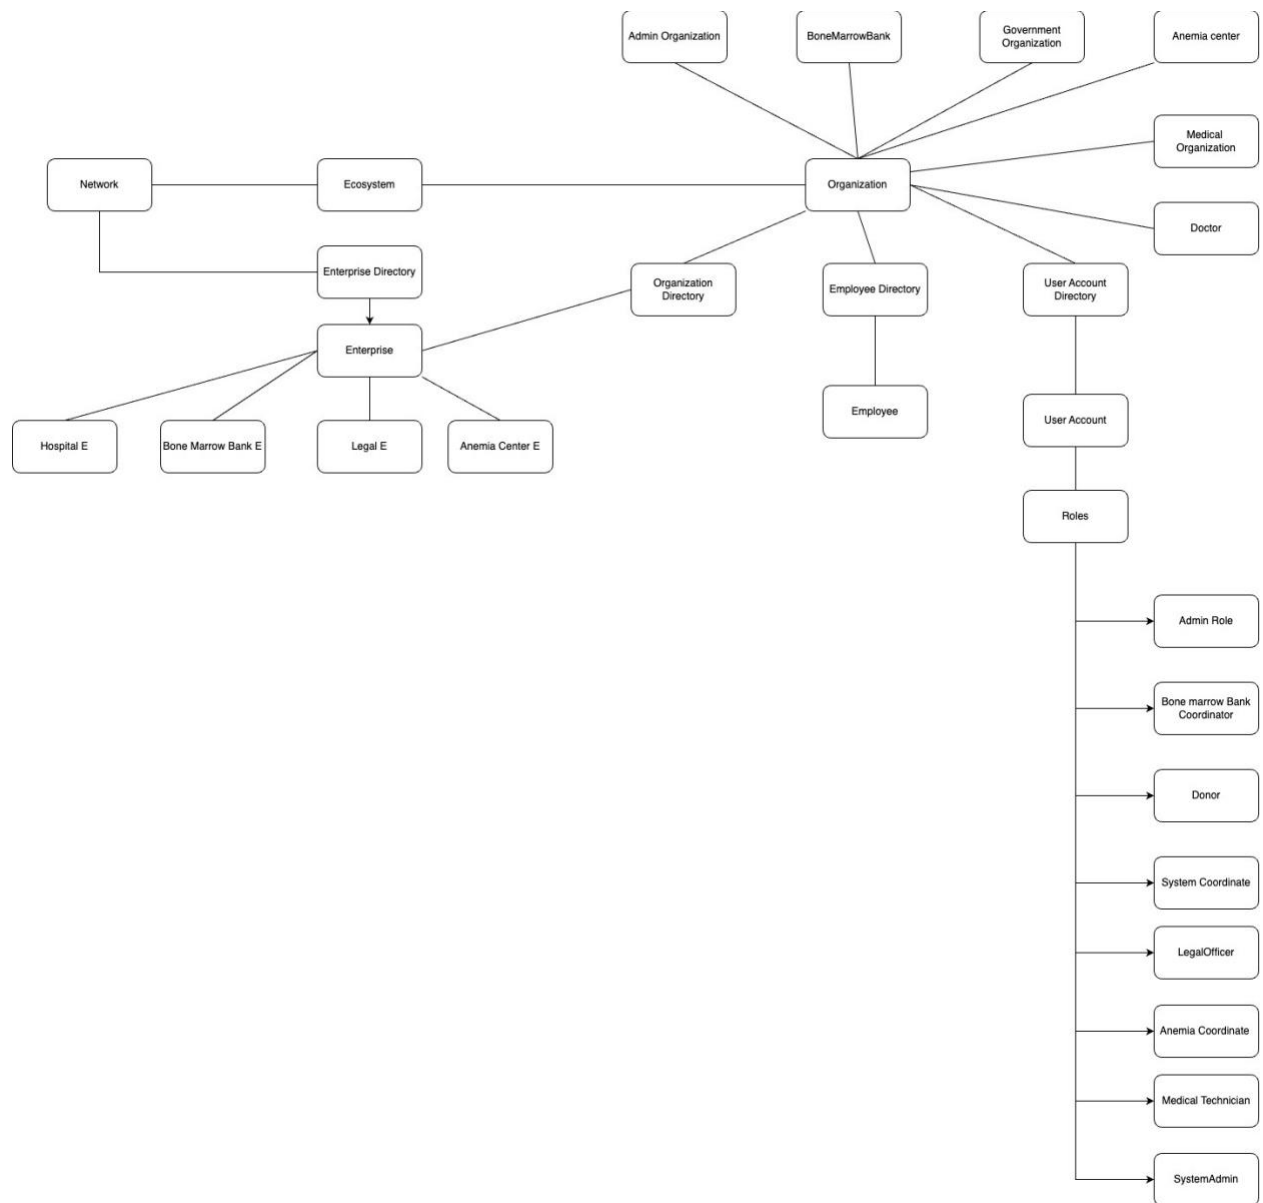 Admin Organization
BoneMarrowBank
Government
Organization
Anemia center
Medical
Organization
Network
Ecosystem
Organization
Doctor
Enterprise Directory
Organization
Directory
Employee Directory
User Account
Directory
Enterprise
Employee
User Account
Hospital E
Bone Marrow Bank E
Legal E
Anemia Center E
Roles
Admin Role
Bone marrow Bank
Coordinator
Donor
System Coordinate
LegalOfficer
Anemia Coordinate
Medical Technician
SystemAdmin